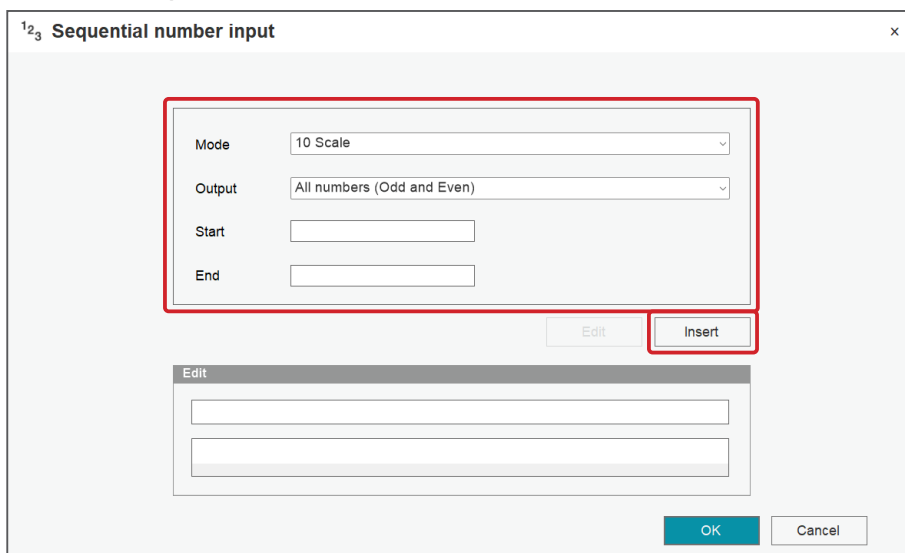 123 Sequential number input ×
Mode 10 Scale
Output All numbers (Odd and Even)
Start
End
Edit Insert
Edit
OK Cancel